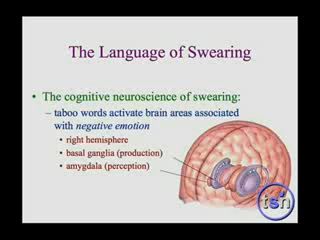 The Language of Swearing
• The cognitive neuroscience of swearing:
– taboo words activate brain areas associated
with negative emotion
• right hemisphere
• basal ganglia (production)
• amygdala (perception)
tsn